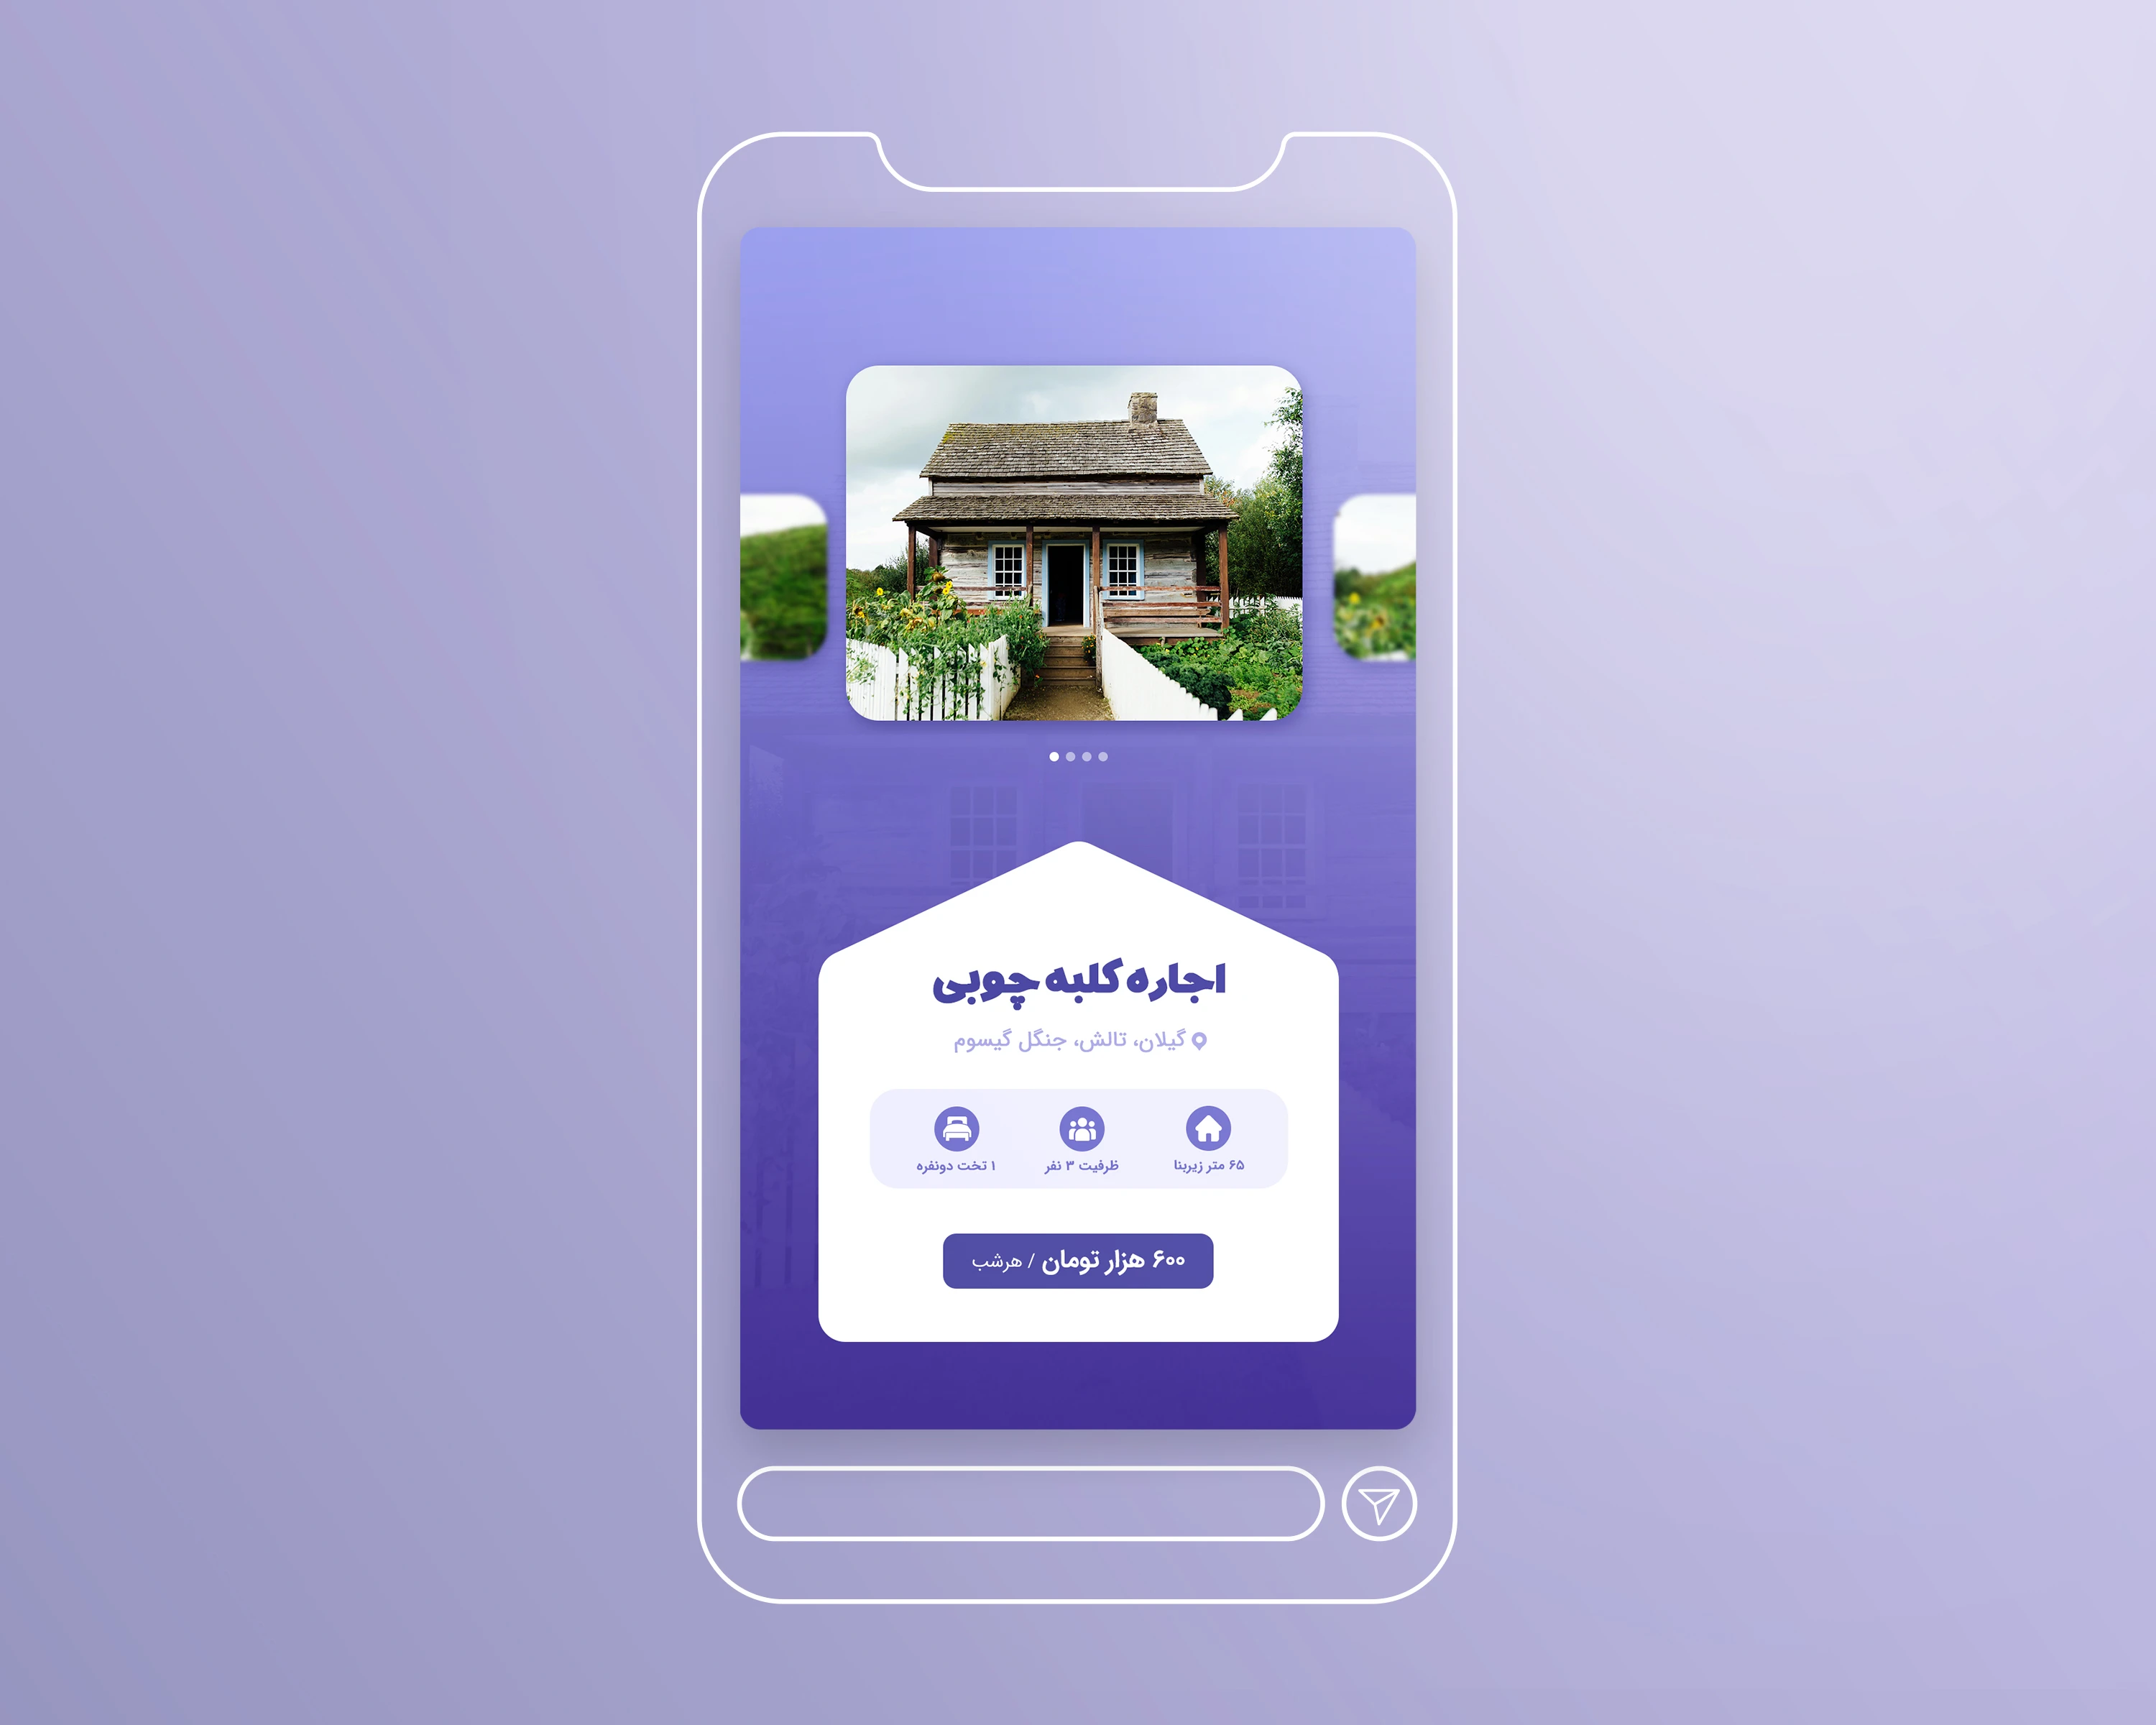 اجاره کلبه چوبی
گیلان، تالش، جنگل گیسوم
۶۵ متر زیربنا
ظرفیت ۳ نفر
۱ تخت دونفره
۶۰۰ هزار تومان / هرشب